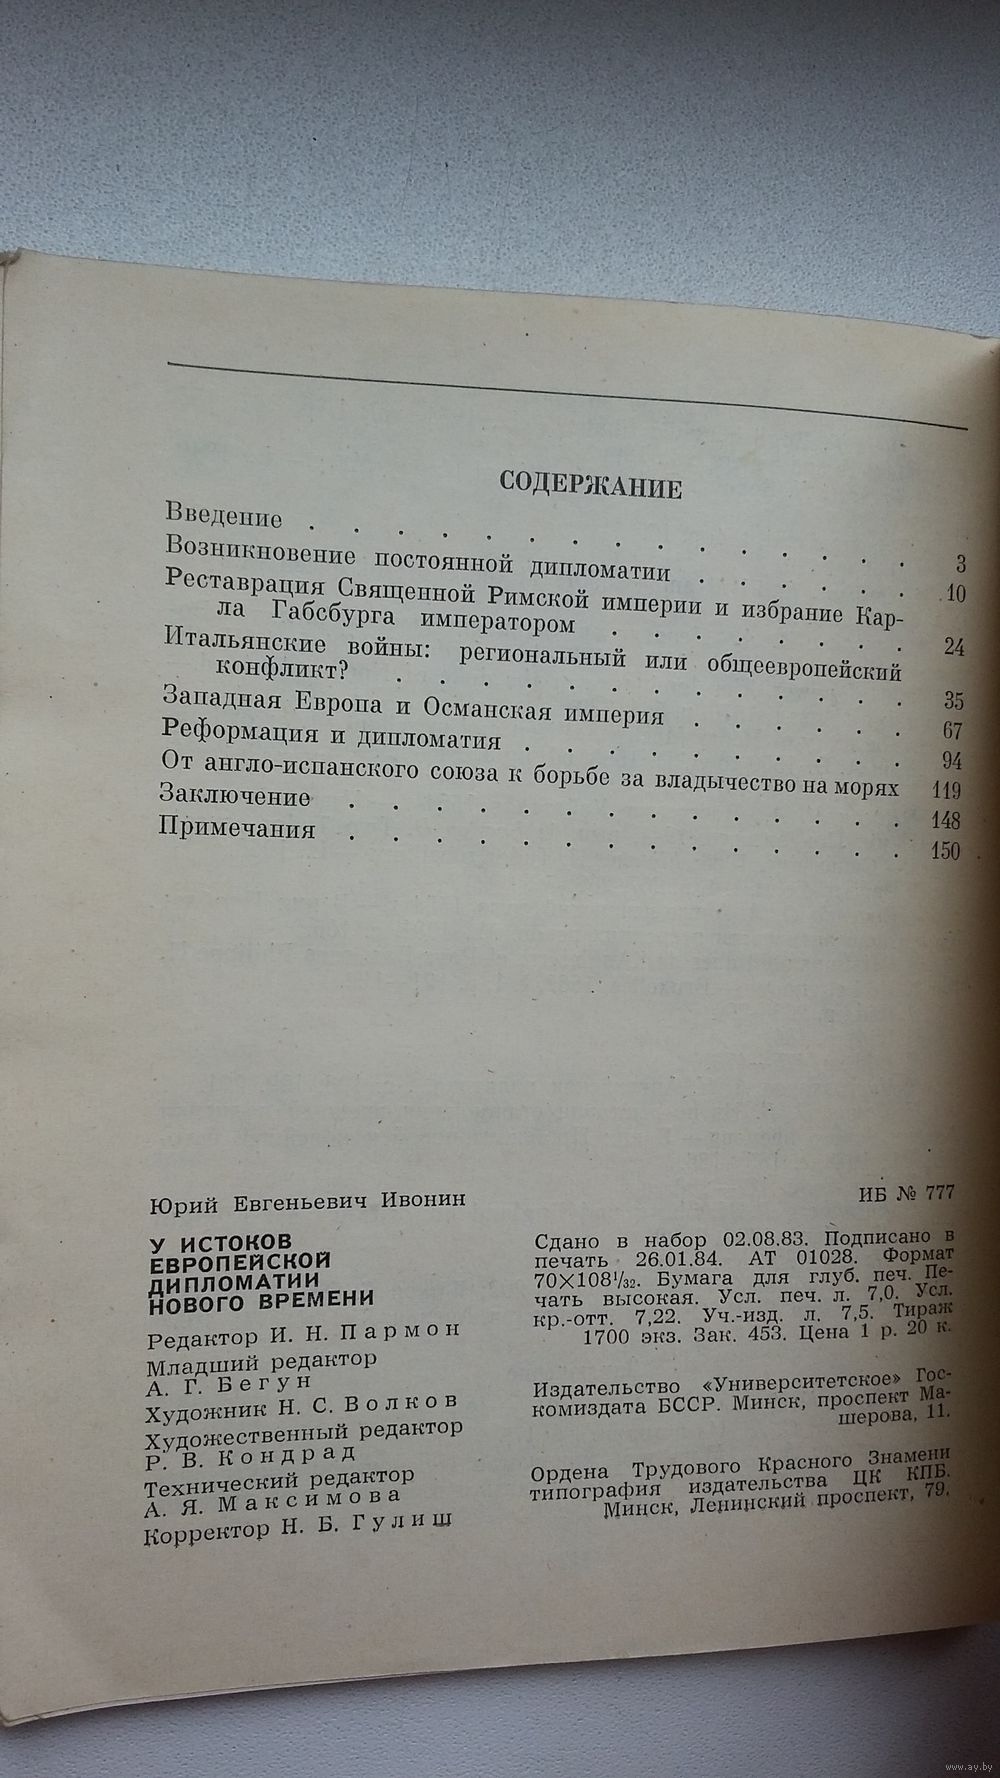 СОДЕРЖАНИЕ
Введение . . . . . . . . . . . . . . 3
Возникновение постоянной дипломатии . . . . . . 10
Реставрация Священной Римской империи и избрание Кар-
ла Габсбурга императором . . . . . . . 24
Итальянские войны: региональный или общеевропейский
конфликт? . . . . . . . . . . . . 35
Западная Европа и Османская империя . . . . . 67
Реформация и дипломатия . . . . . . . . . 94
От англо-испанского союза к борьбе за владычество на морях 119
Заключение . . . . . . . . . . . . . 148
Примечания . . . . . . . . . . . . . 150
Юрий Евгеньевич Ивонин
У ИСТОКОВ
ЕВРОПЕЙСКОЙ
ДИПЛОМАТИИ
НОВОГО ВРЕМЕНИ
Редактор И. Н. Пармон
Младший редактор
А. Г. Бегун
Художник Н. С. Волков
Художественный редактор
Р. В. Кондрад
Технический редактор
А. Я. Максимова
Корректор Н. Б. Гулиш
ИБ № 777
Сдано в набор 02.08.83. Подписано в
печать 26.01.84. АТ 01028. Формат
70×108¹/₃₂. Бумага для глуб. печ. Пе-
чать высокая. Усл. печ. л. 7,0. Усл.
кр.-отт. 7,22. Уч.-изд. л. 7,5. Тираж
1700 экз. Зак. 453. Цена 1 р. 20 к.
Издательство «Университетское» Гос-
комиздата БССР. Минск, проспект Ма-
шерова, 11.
Ордена Трудового Красного Знамени
типография издательства ЦК КПБ.
Минск, Ленинский проспект, 79.
www.ay.by